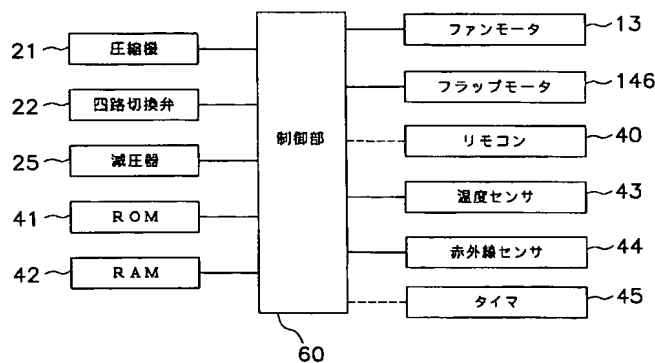 21 圧縮機
22 四路切換弁
25 減圧器
41 ROM
42 RAM
制御部
60
ファンモータ 13
フラップモータ 146
リモコン 40
温度センサ 43
赤外線センサ 44
タイマ 45